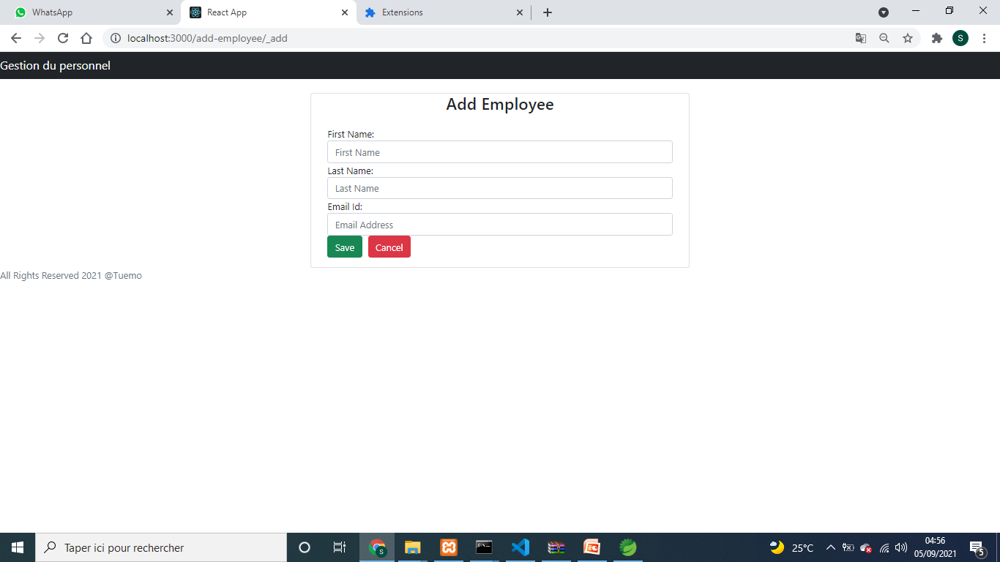 WhatsApp
React App
Extensions
localhost:3000/add-employee/_add
S
Gestion du personnel
Add Employee
First Name:
First Name
Last Name:
Last Name
Email Id:
Email Address
Save Cancel
All Rights Reserved 2021 @Tuemo
Taper ici pour rechercher
S
25°C
04:56
05/09/2021
5